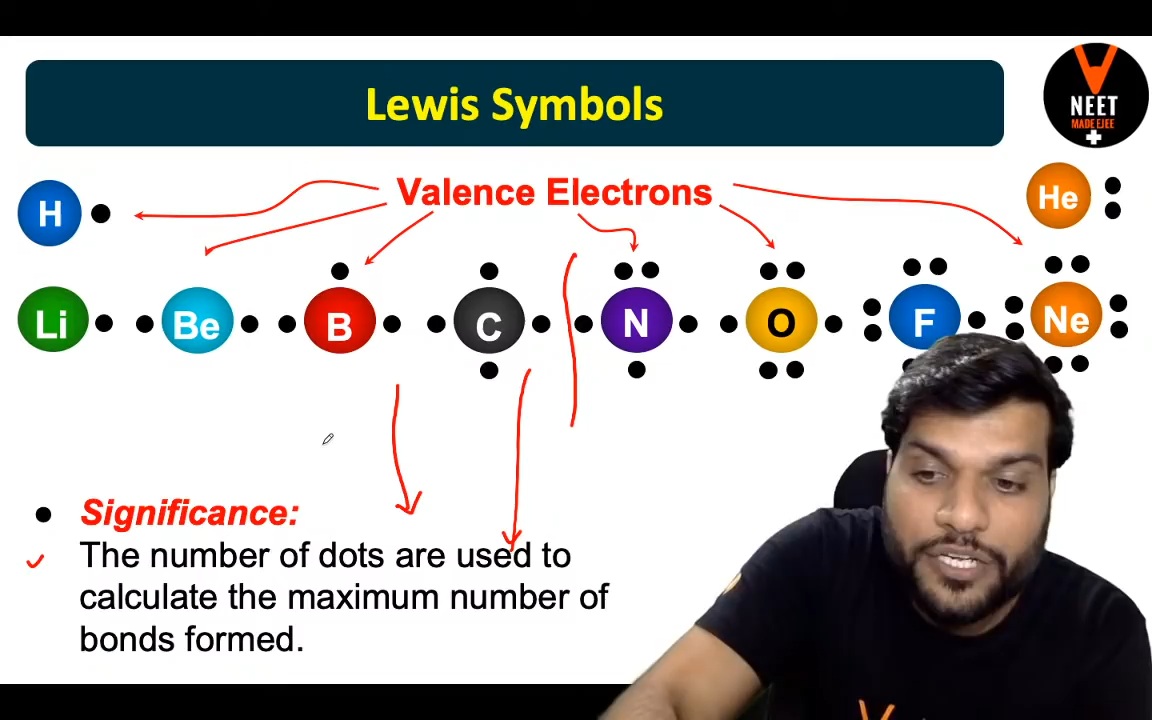 Lewis Symbols
NEET
MADE EJEE
H
Valence Electrons
He
Li
Be
B
C
N
O
F
Ne
Significance:
The number of dots are used to
calculate the maximum number of
bonds formed.